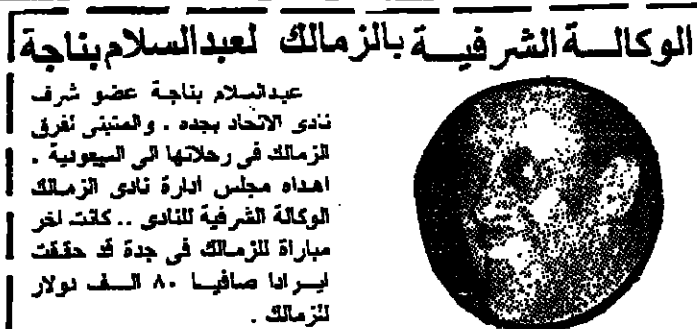 الوكالة الشرفية بالزمالك لعبدالسلام بناجة
عبدالسلام بناجة عضو شرف
نادى الاتحاد بجده . والمتبنى لفرق
الزمالك فى رحلاتها الى السعودية .
اهداه مجلس ادارة نادى الزمالك
الوكالة الشرفية للنادى .. كانت اخر
مباراة للزمالك فى جدة قد حققت
ايرادا صافيا ٨٠ الف دولار
للزمالك .